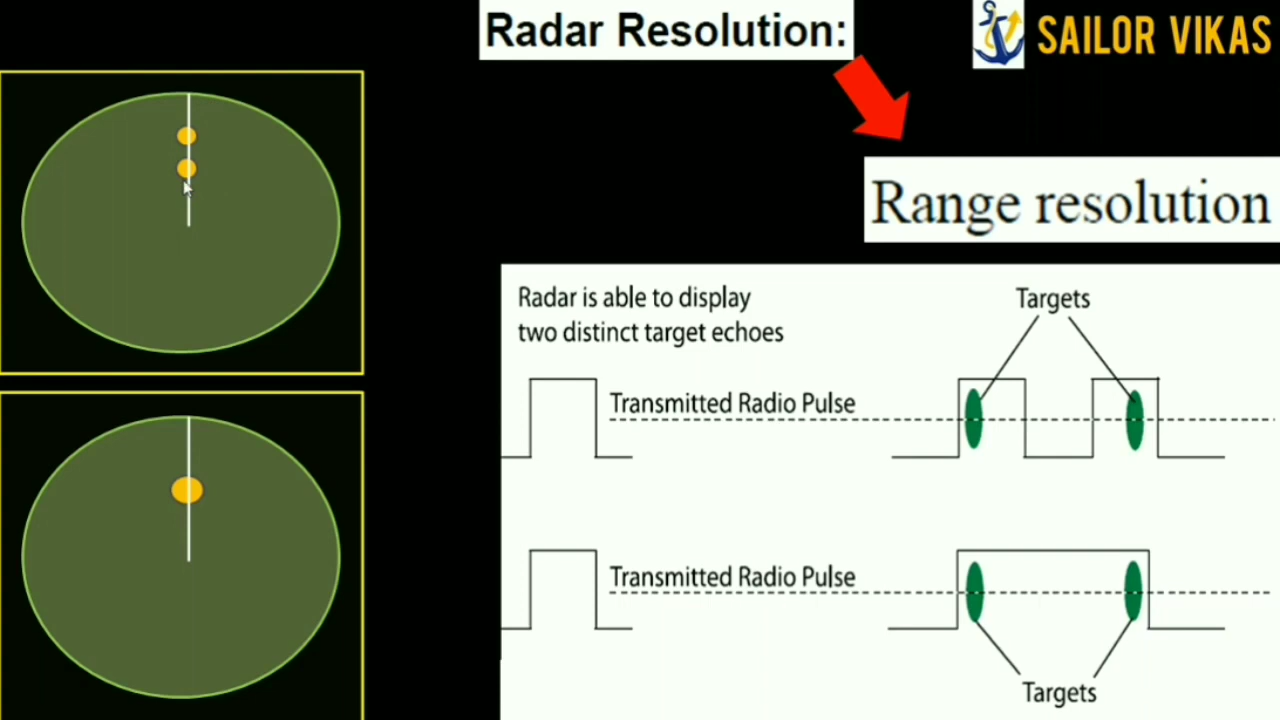 Radar Resolution:
SAILOR VIKAS
Range resolution
Radar is able to display
two distinct target echoes
Targets
Transmitted Radio Pulse
Transmitted Radio Pulse
Targets